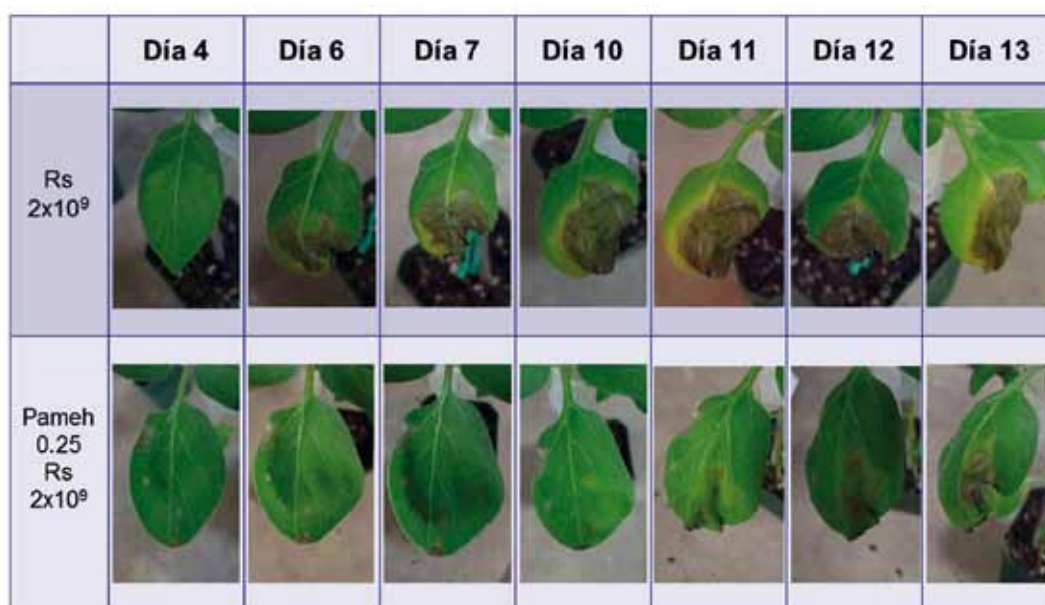 Día 4 Día 6 Día 7 Día 10 Día 11 Día 12 Día 13
Rs
2x10⁹
Pameh
0.25
Rs
2x10⁹